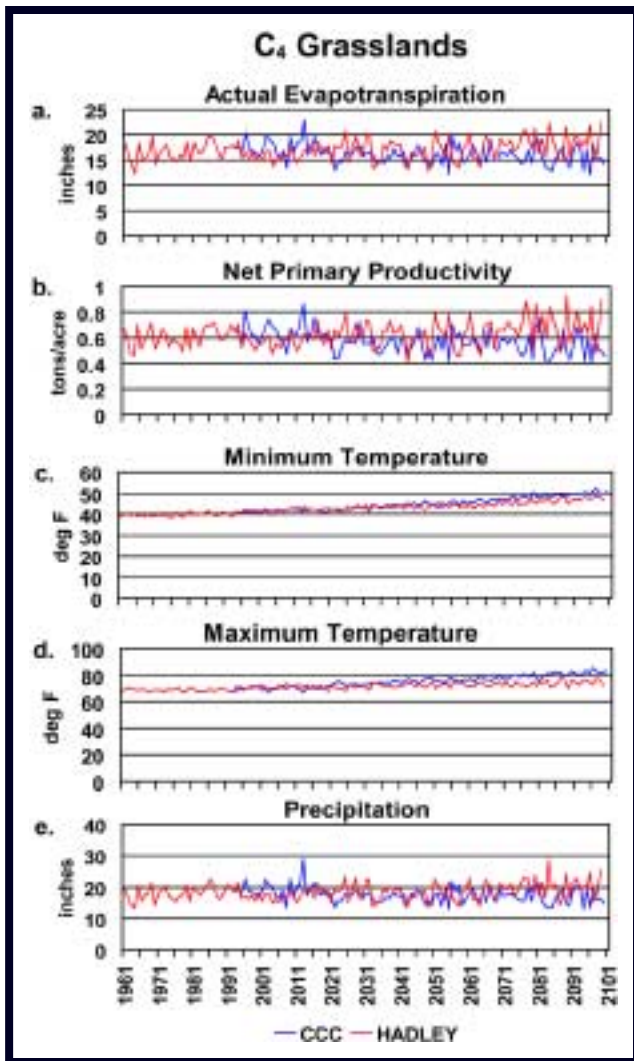 C₄ Grasslands
a.
Actual Evapotranspiration
25
20
15
10
5
0
inches
b.
Net Primary Productivity
1
0.8
0.6
0.4
0.2
0
tons/acre
c.
Minimum Temperature
60
50
40
30
20
10
0
deg F
d.
Maximum Temperature
100
80
60
40
20
0
deg F
e.
Precipitation
40
30
20
10
0
inches
1961 1971 1981 1991 2001 2011 2021 2031 2041 2051 2061 2071 2081 2091 2101
CCC HADLEY